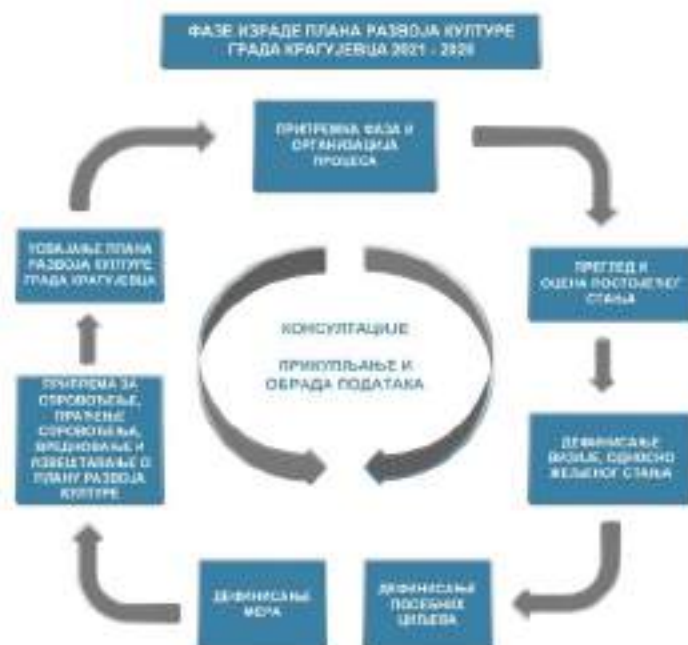 ФАЗЕ ИЗРАДЕ ПЛАНА РАЗВОЈА КУЛТУРЕ
ГРАДА КРАГУЈЕВЦА 2021 -
ПРИПРЕМНА ФАЗА И
ОРГАНИЗАЦИЈА
ПРОЦЕСА
ПРЕГЛЕД И
ОЦЕНА ПОСТОЈЕЋЕГ
СТАЊА
ДЕФИНИСАЊЕ
ВИЗИЈЕ, ОДНОСНО
ЖЕЉЕНОГ СТАЊА
ДЕФИНИСАЊЕ
ПОСЕБНИХ
ЦИЉЕВА
ДЕФИНИСАЊЕ
МЕРА
ПРИПРЕМА ЗА
СПРОВОЂЕЊЕ,
ПРАЋЕЊЕ
СПРОВОЂЕЊА,
ВРЕДНОВАЊЕ И
ИЗВЕШТАВАЊЕ О
ПЛАНУ РАЗВОЈА
КУЛТУРЕ
УСВАЈАЊЕ ПЛАНА
РАЗВОЈА КУЛТУРЕ
ГРАДА КРАГУЈЕВЦА
КОНСУЛТАЦИЈЕ
ПРИКУПЉАЊЕ И
ОБРАДА ПОДАТАКА